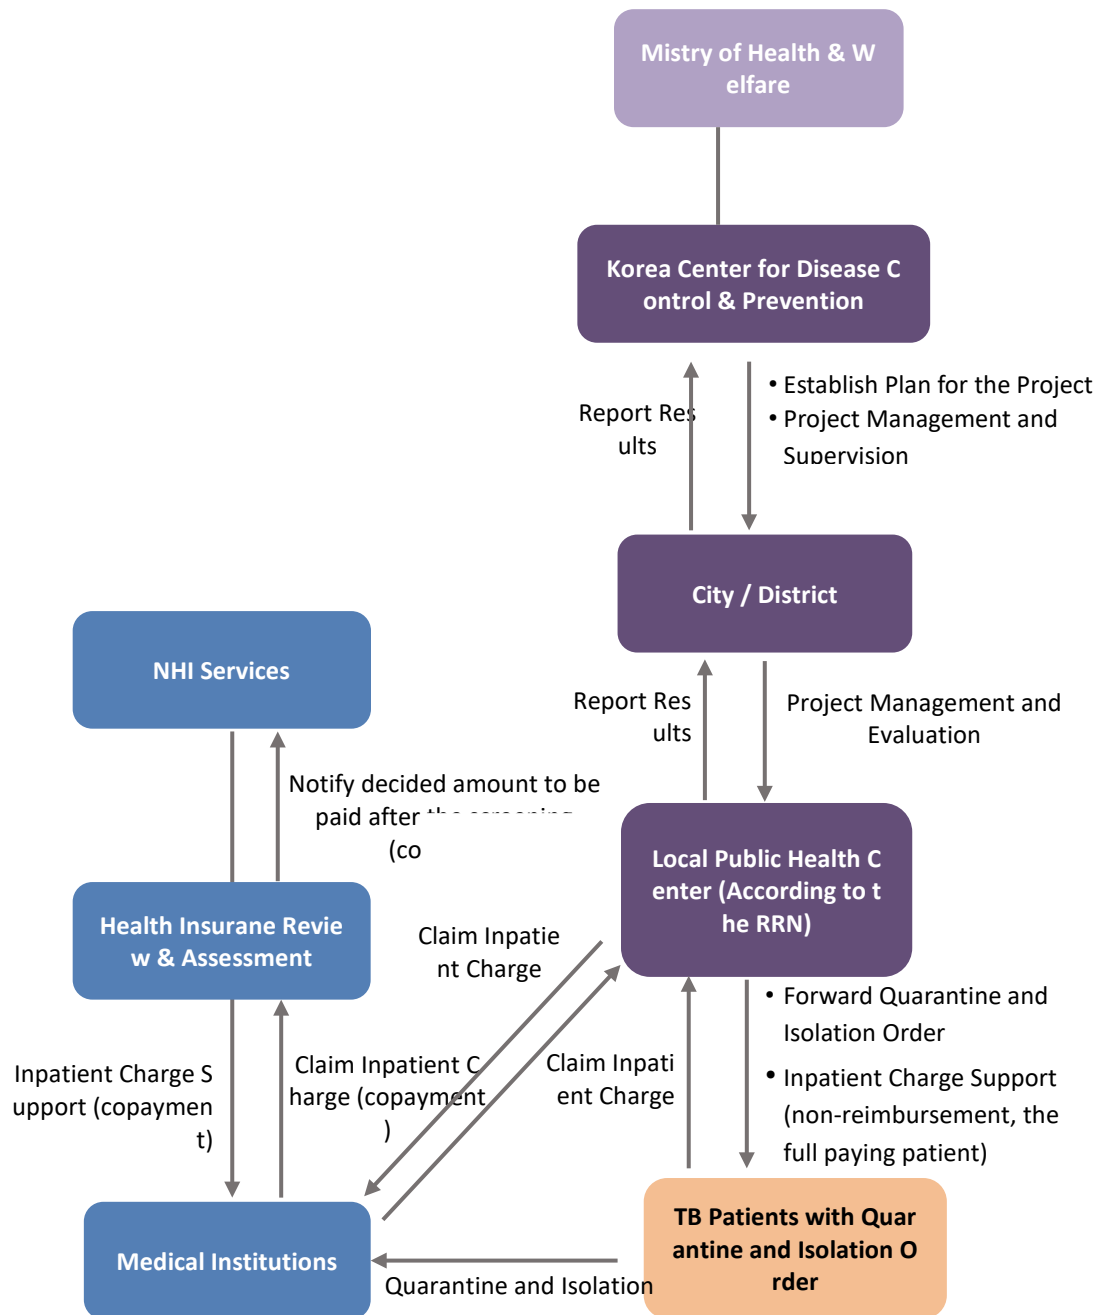 Mistry of Health & W
elfare
Korea Center for Disease C
ontrol & Prevention
Report Res
ults
• Establish Plan for the Project
• Project Management and
Supervision
City / District
NHI Services
Report Res
ults
Project Management and
Evaluation
Notify decided amount to be
paid after the screening
(co
Local Public Health C
enter (According to t
he RRN)
Health Insurane Revie
w & Assessment
Claim Inpatie
nt Charge
• Forward Quarantine and
Isolation Order
• Inpatient Charge Support
(non-reimbursement, the
full paying patient)
Inpatient Charge S
upport (copaymen
t)
Claim Inpatient C
harge (copayment
)
Claim Inpati
ent Charge
TB Patients with Quar
antine and Isolation O
rder
Medical Institutions
Quarantine and Isolation